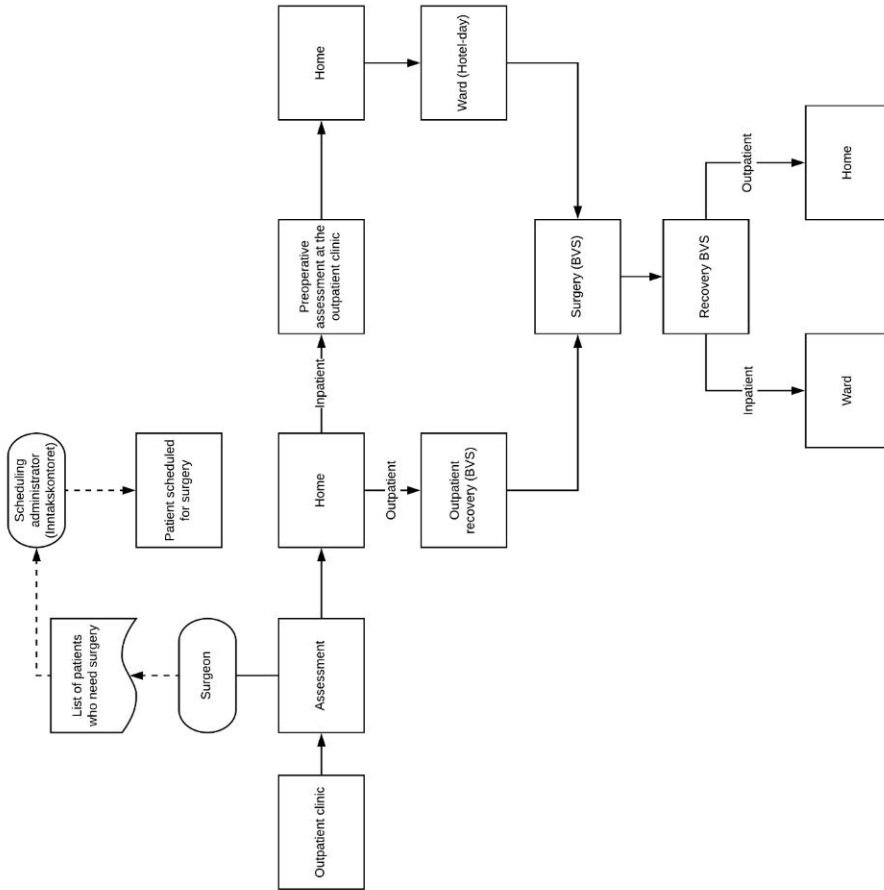 Scheduling
administrator
(Inntakskontoret)
List of patients
who need surgery
Patient scheduled
for surgery
Surgeon
Outpatient clinic
Assessment
Home
Inpatient
Preoperative
assessment at the
outpatient clinic
Home
Outpatient
Outpatient
recovery (BVS)
Ward (Hotel-day)
Surgery (BVS)
Recovery BVS
Inpatient
Outpatient
Ward
Home